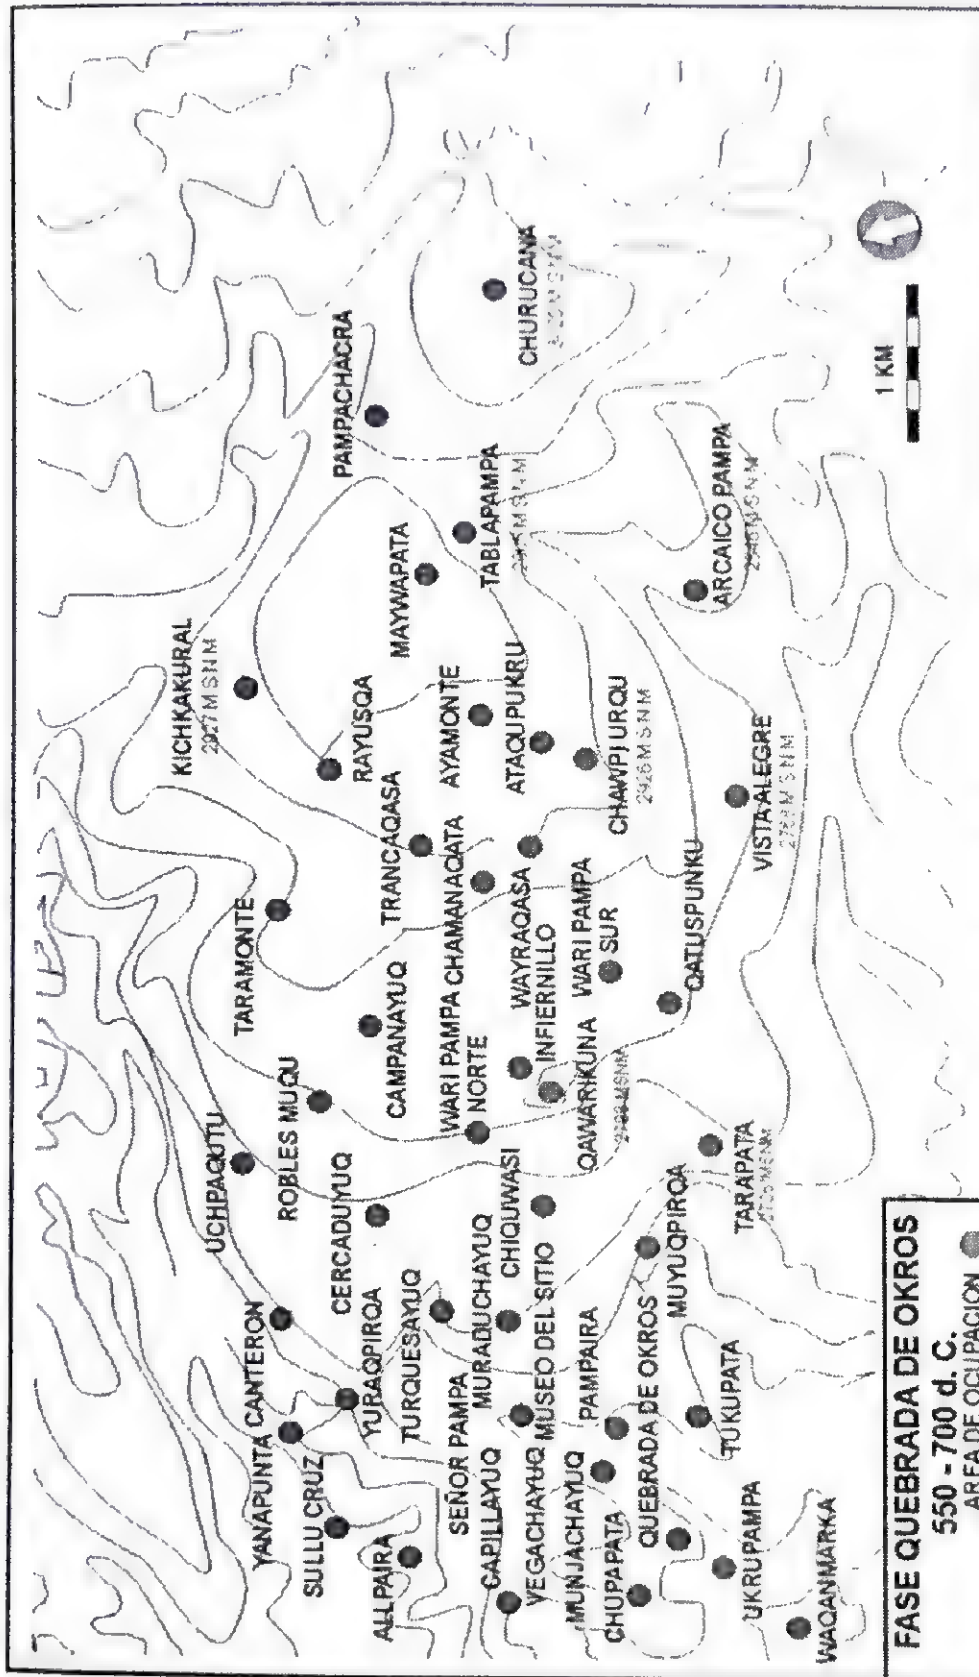 YANAPUNTA
CANTERON
UCHPAQUTU
TARAMONTE
KICHKAKURAL
2927 M S N M
SULLU CRUZ
ROBLES MUQU
CERCADUYUQ
YURAQPIRQA
RAYUSQA
PAMPACHACRA
ALLPAIRA
TURQUESAYUQ
CAMPANAYUQ
TRANCAQASA
MAYWAPATA
SEÑOR PAMPA
MURADUCHAYUQ
WARI PAMPA
NORTE
CHAMANAQATA
AYAMONTE
TABLAPAMPA
CHURUCANA
CAPILLAYUQ
CHIQUWASI
WAYRAQASA
ATAQUPUKRU
VEGACHAYUQ
MUSEO DEL SITIO
INFIERNILLO
MUNJACHAYUQ
PAMPAIRA
QAWARIKUNA
WARI PAMPA
SUR
CHAWPI URQU
2926 M S N M
CHUPAPATA
QUEBRADA DE OKROS
MUYUQPIRQA
QATUSPUNKU
ARCAICO PAMPA
UKRUPAMPA
TUKUPATA
TARAPATA
VISTA ALEGRE
WAQANMARKA
1 KM
FASE QUEBRADA DE OKROS
550 - 700 d. C.
AREA DE OCUPACION